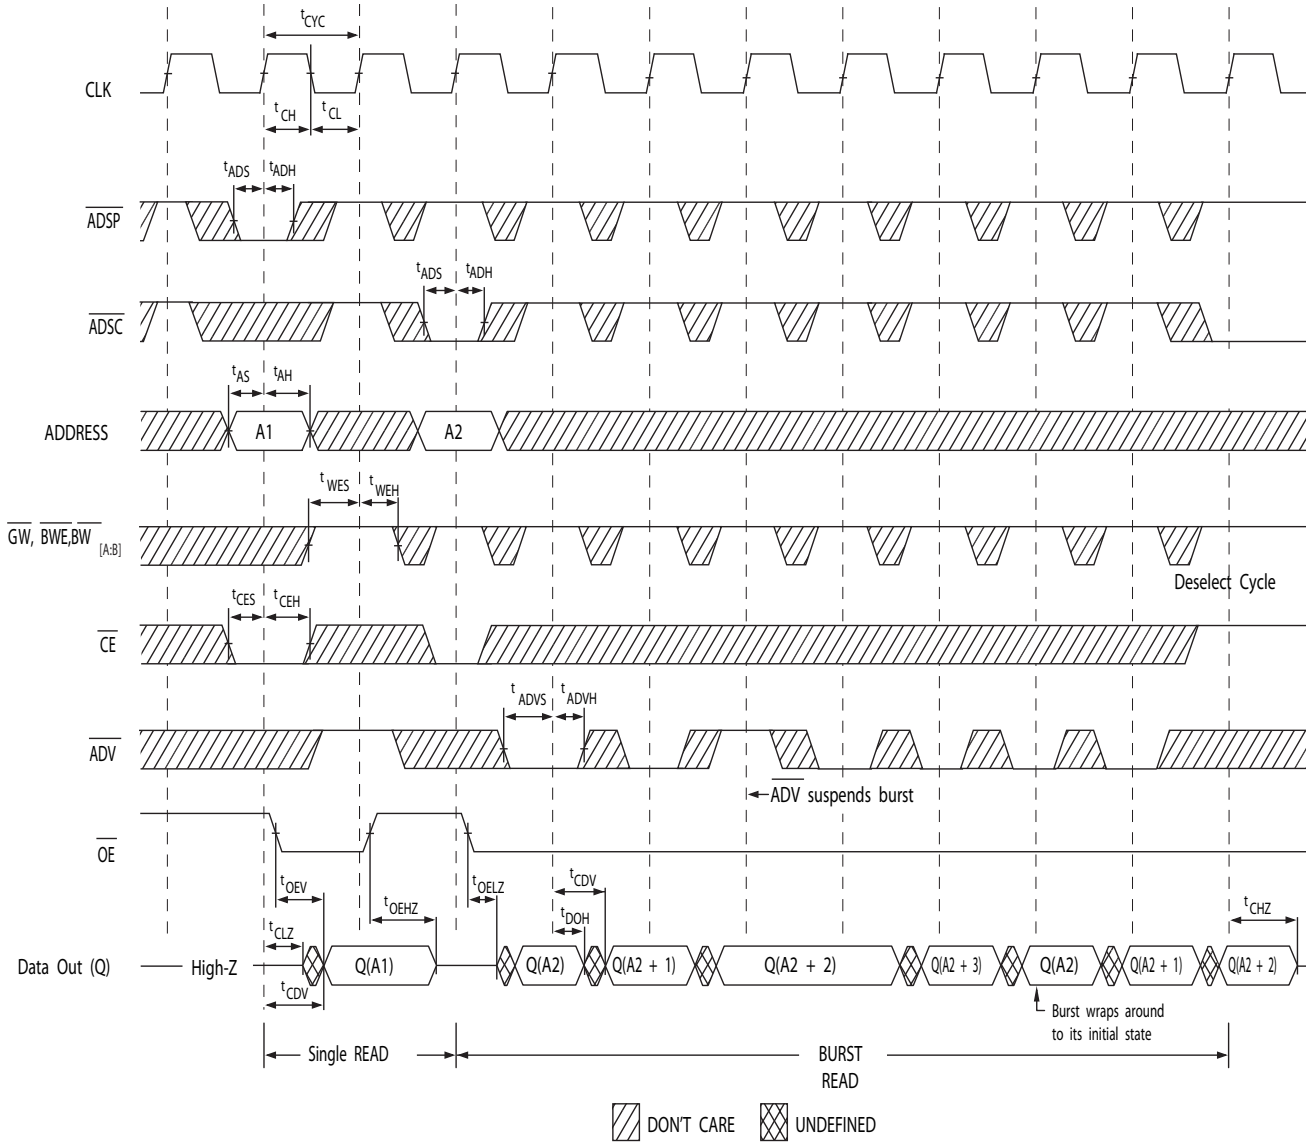 tCYC
CLK
tCH
tCL
tADS
tADH
ADSP
tADS
tADH
ADSC
tAS
tAH
ADDRESS
A1
A2
tWES
tWEH
GW, BWE,BW [A:B]
Deselect Cycle
tCES
tCEH
CE
tADVS
tADVH
ADV
ADV suspends burst
OE
tOEV
tOEHZ
tOELZ
tCDV
tDOH
tCHZ
tCLZ
Data Out (Q)
High-Z
Q(A1)
Q(A2)
Q(A2 + 1)
Q(A2 + 2)
Q(A2 + 3)
Q(A2)
Q(A2 + 1)
Q(A2 + 2)
tCDV
Burst wraps around
to its initial state
Single READ
BURST
READ
DON'T CARE
UNDEFINED